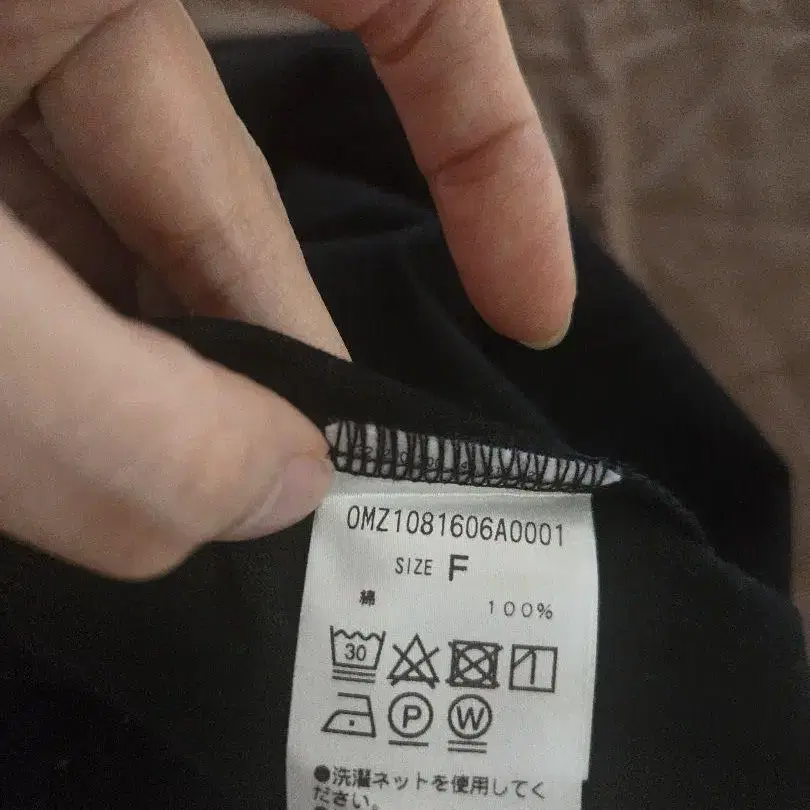 OMZ1081606A0001
SIZE F
綿 100%
30
P W
●洗濯ネットを使用してく
ださい。